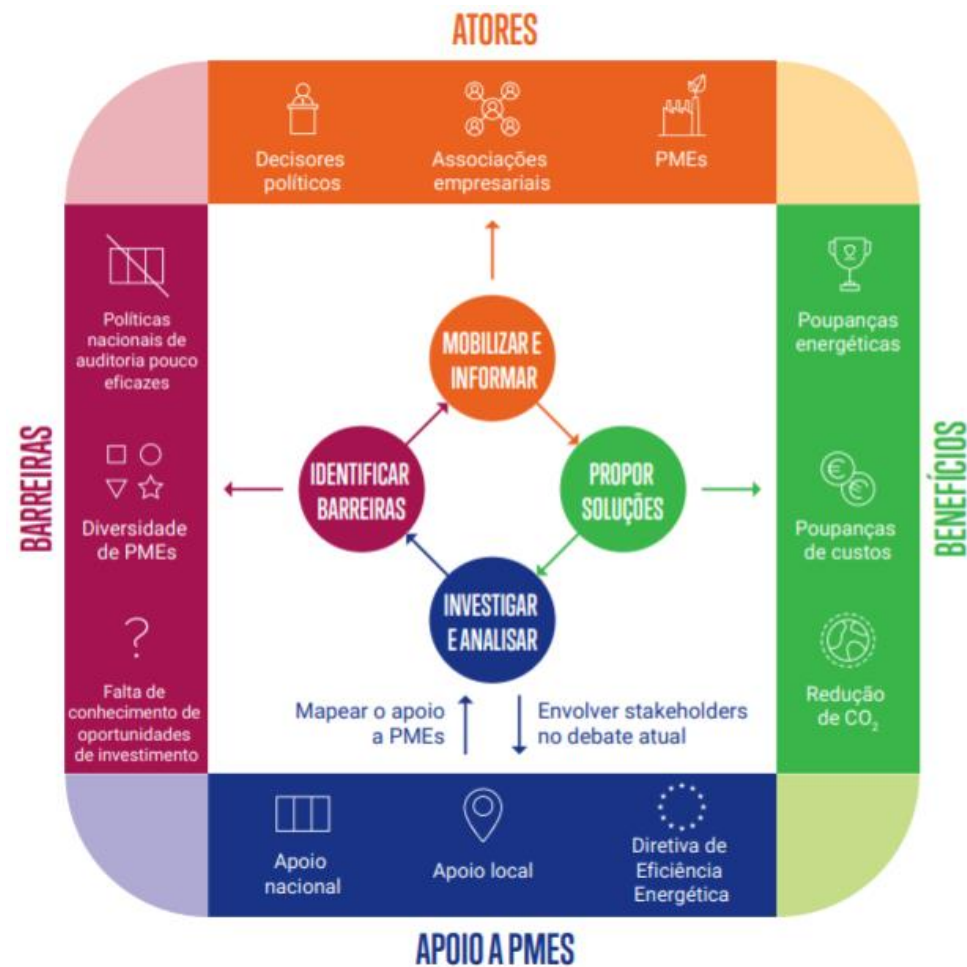 ATORES
Decisores
políticos
Associações
empresariais
PMEs
BARREIRAS
Políticas
nacionais de
auditoria pouco
eficazes
Diversidade
de PMEs
?
Falta de
conhecimento de
oportunidades
de investimento
MOBILIZAR E
INFORMAR
IDENTIFICAR
BARREIRAS
PROPOR
SOLUÇÕES
INVESTIGAR
E ANALISAR
Mapear o apoio
a PMEs
Envolver stakeholders
no debate atual
BENEFÍCIOS
Poupanças
energéticas
€
€
Poupanças
de custos
Redução
de CO₂
Apoio
nacional
Apoio local
Diretiva de
Eficiência
Energética
APOIO A PMES